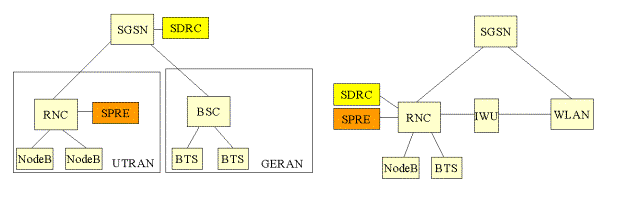 SGSN
SDRC
RNC
SPRE
BSC
NodeB
NodeB
UTRAN
BTS
BTS
GERAN
SGSN
SDRC
SPRE
RNC
IWU
WLAN
NodeB
BTS